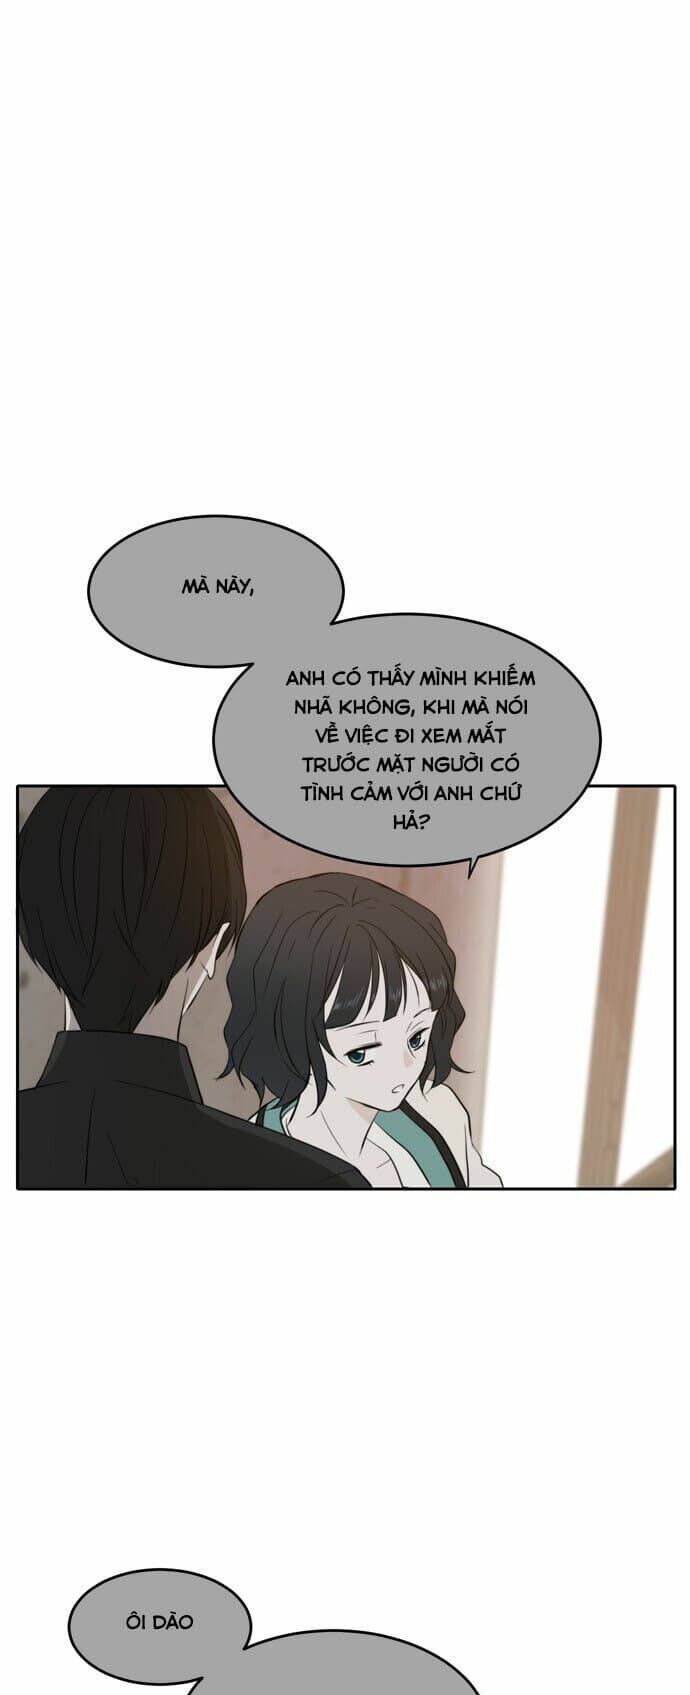 MÀ NÀY,
ANH CÓ THẤY MÌNH KHIẾM
NHÃ KHÔNG, KHI MÀ NÓI
VỀ VIỆC ĐI XEM MẮT
TRƯỚC MẶT NGƯỜI CÓ
TÌNH CẢM VỚI ANH CHỨ
HẢ?
ÔI DÀO